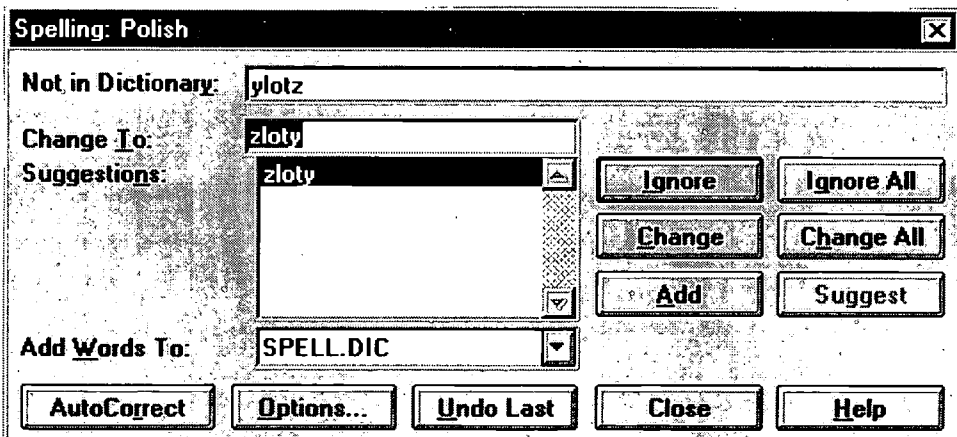 Spelling: Polish
Not in Dictionary: ylotz
Change To: zloty
Suggestions: zloty
Ignore Ignore All
Change Change All
Add Suggest
Add Words To: SPELL.DIC
AutoCorrect Options... Undo Last Close Help